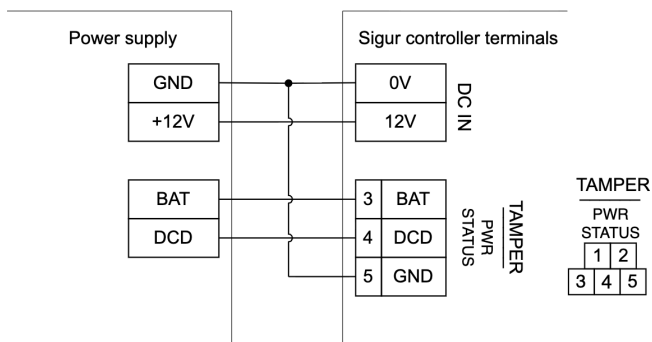 Power supply
Sigur controller terminals
GND
0V
+12V
12V
DC IN
BAT
3 BAT
DCD
4 DCD
5 GND
TAMPER
PWR
STATUS
TAMPER
PWR
STATUS
1 2
3 4 5